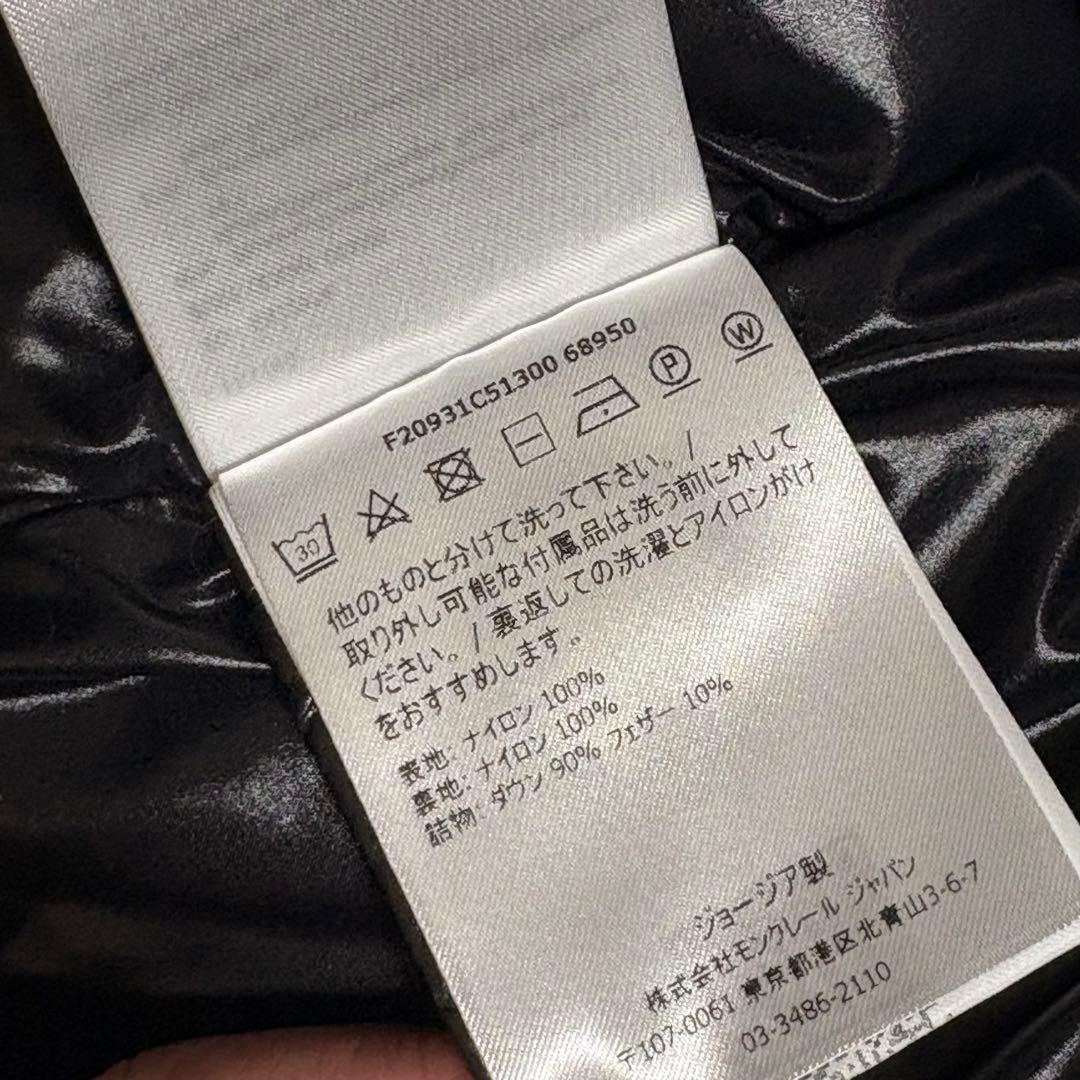 F20931C51300 68950
30
P
W
他のものと分けて洗って下さい。/
取り外し可能な付属品は洗う前に外して
ください。/ 裏返しての洗濯とアイロンがけ
をおすすめします。
表地: ナイロン 100%
裏地: ナイロン 100%
詰物: ダウン 90% フェザー 10%
ジョージア製
株式会社モンクレール ジャパン
〒107-0061 東京都港区北青山3-6-7
03-3486-2110